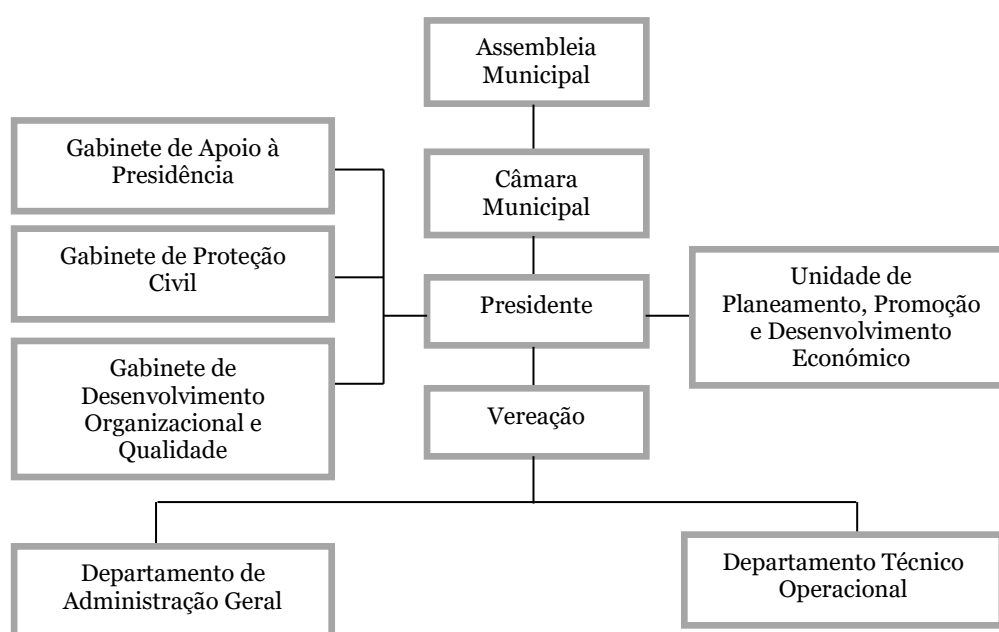 Assembleia
Municipal
Gabinete de Apoio à
Presidência
Câmara
Municipal
Gabinete de Proteção
Civil
Presidente
Unidade de
Planeamento, Promoção
e Desenvolvimento
Económico
Gabinete de
Desenvolvimento
Organizacional e
Qualidade
Vereação
Departamento de
Administração Geral
Departamento Técnico
Operacional